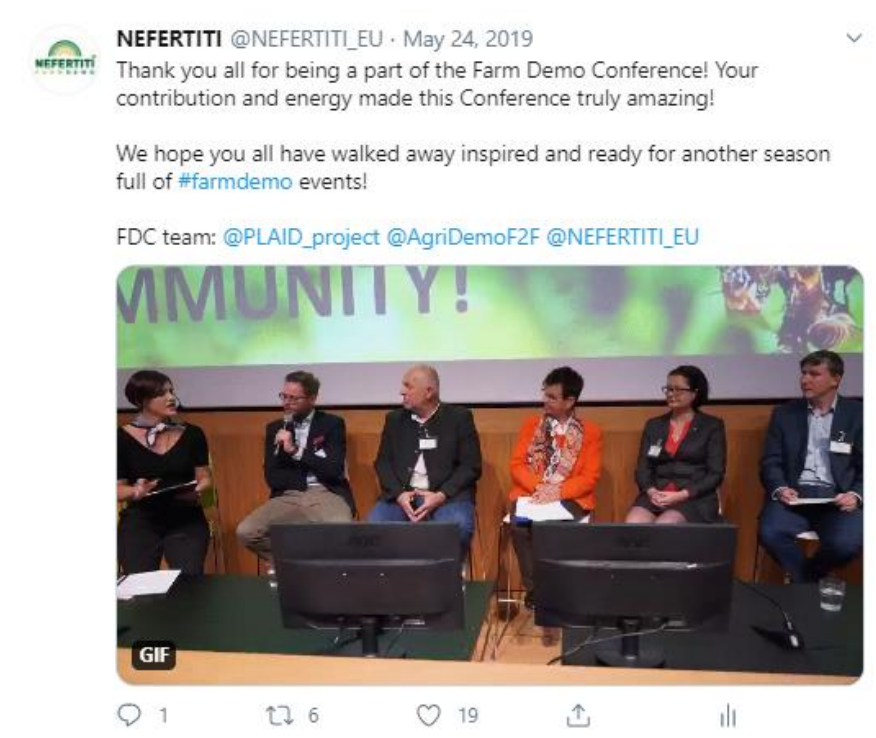 NEFERTITI @NEFERTITI_EU · May 24, 2019
NEFERTITI
Thank you all for being a part of the Farm Demo Conference! Your
contribution and energy made this Conference truly amazing!
We hope you all have walked away inspired and ready for another season
full of #farmdemo events!
FDC team: @PLAID_project @AgriDemoF2F @NEFERTITI_EU
MMUNITY!
GIF
1 6 19